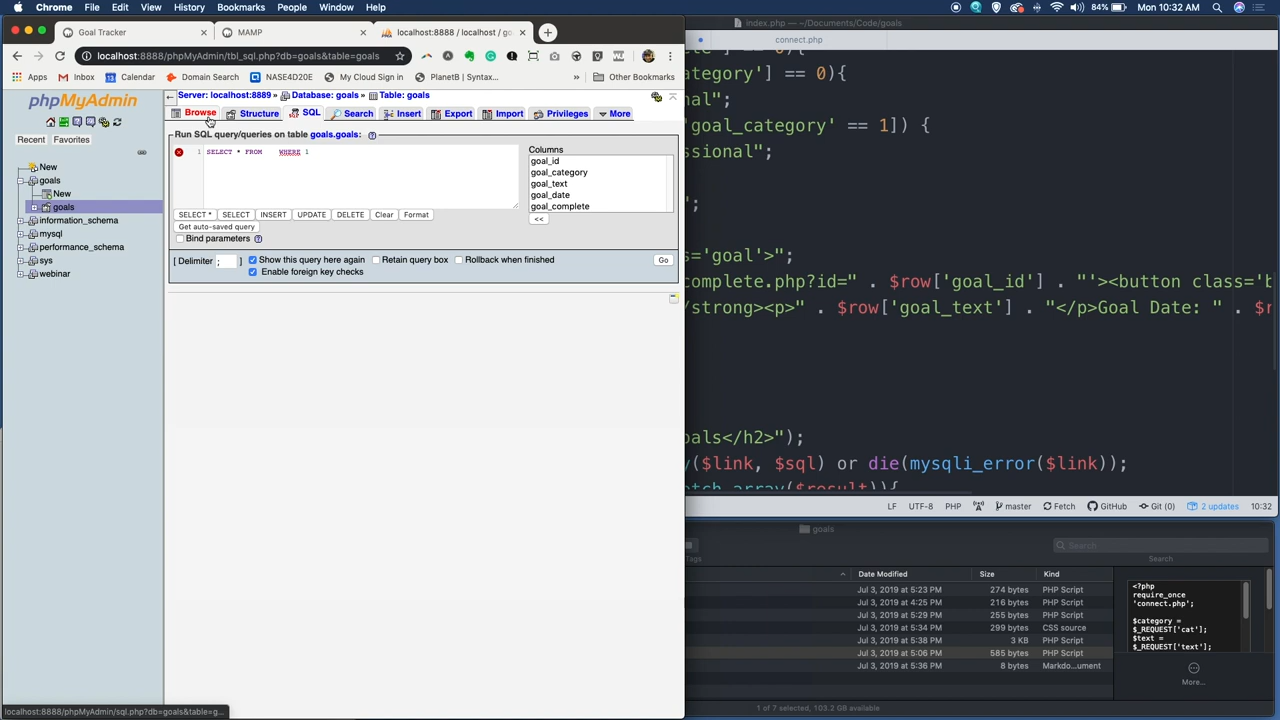 Chrome File Edit View History Bookmarks People Window Help 84% Wed May 20 10:32 AM
Goal Tracker
MAMP
localhost:8888 / localhost / go
localhost:8888/phpMyAdmin/tbl_sql.php?db=goals&table=goals
Apps Inbox Calendar Domain Search NASE4D20E My Cloud Sign in PlanetB | Syntax... » Other Bookmarks
phpMyAdmin
Recent Favorites
New
goals
New
goals
information_schema
mysql
performance_schema
sys
webinar
Server: localhost:8889 » Database: goals » Table: goals
Browse Structure SQL Search Insert Export Import Privileges More
Run SQL query/queries on table goals.goals:
1 SELECT * FROM WHERE 1
Columns
goal_id
goal_category
goal_text
goal_date
goal_complete
<<
SELECT * SELECT INSERT UPDATE DELETE Clear Format
Get auto-saved query
Bind parameters
[ Delimiter ; ] Show this query here again Retain query box Rollback when finished Go
Enable foreign key checks
localhost:8888/phpMyAdmin/sql.php?db=goals&table=g...
index.php — ~/Documents/Code/goals
connect.php
ategory'] == 0){
nal";
'goal_category' == 1]) {
ssional";
";
='goal'>";
complete.php?id=" . $row['goal_id'] . "'><button class='b
/strong><p>" . $row['goal_text'] . "</p>Goal Date: " . $r
oals</h2>");
y($link, $sql) or die(mysqli_error($link));
etch_array($result)){
LF UTF-8 PHP master Fetch GitHub Git (0) 2 updates 10:32
goals
Tags
Search
Search
Date Modified Size Kind
Jul 3, 2019 at 5:23 PM 274 bytes PHP Script
Jul 3, 2019 at 4:25 PM 216 bytes PHP Script
Jul 3, 2019 at 5:29 PM 255 bytes PHP Script
Jul 3, 2019 at 5:34 PM 299 bytes CSS source
Jul 3, 2019 at 5:38 PM 3 KB PHP Script
Jul 3, 2019 at 5:06 PM 585 bytes PHP Script
Jul 3, 2019 at 5:36 PM 8 bytes Markdo...ument
<?php
require_once
'connect.php';
$category =
$_REQUEST['cat'];
$text =
$_REQUEST['text'];
More...
1 of 7 selected, 103.2 GB available